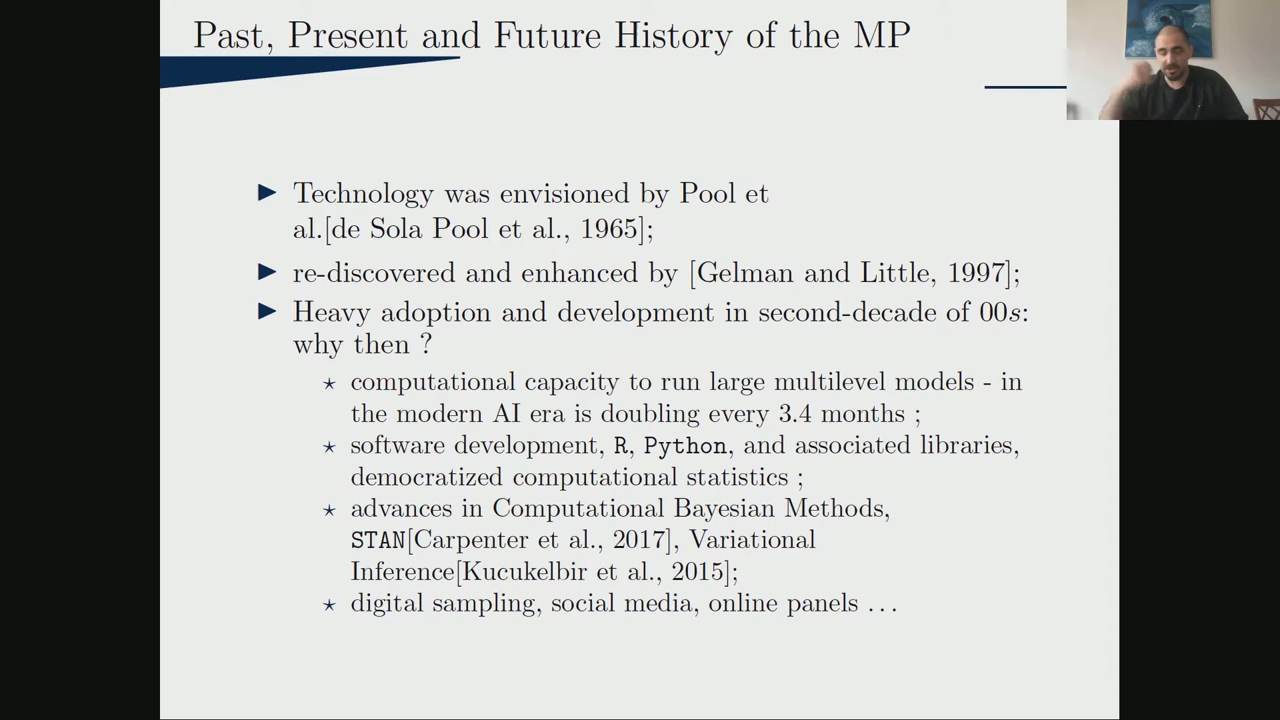 Past, Present and Future History of the MP
▶ Technology was envisioned by Pool et
al.[de Sola Pool et al., 1965];
▶ re-discovered and enhanced by [Gelman and Little, 1997];
▶ Heavy adoption and development in second-decade of 00s:
why then ?
⋆ computational capacity to run large multilevel models - in
the modern AI era is doubling every 3.4 months ;
⋆ software development, R, Python, and associated libraries,
democratized computational statistics ;
⋆ advances in Computational Bayesian Methods,
STAN[Carpenter et al., 2017], Variational
Inference[Kucukelbir et al., 2015];
⋆ digital sampling, social media, online panels . . .